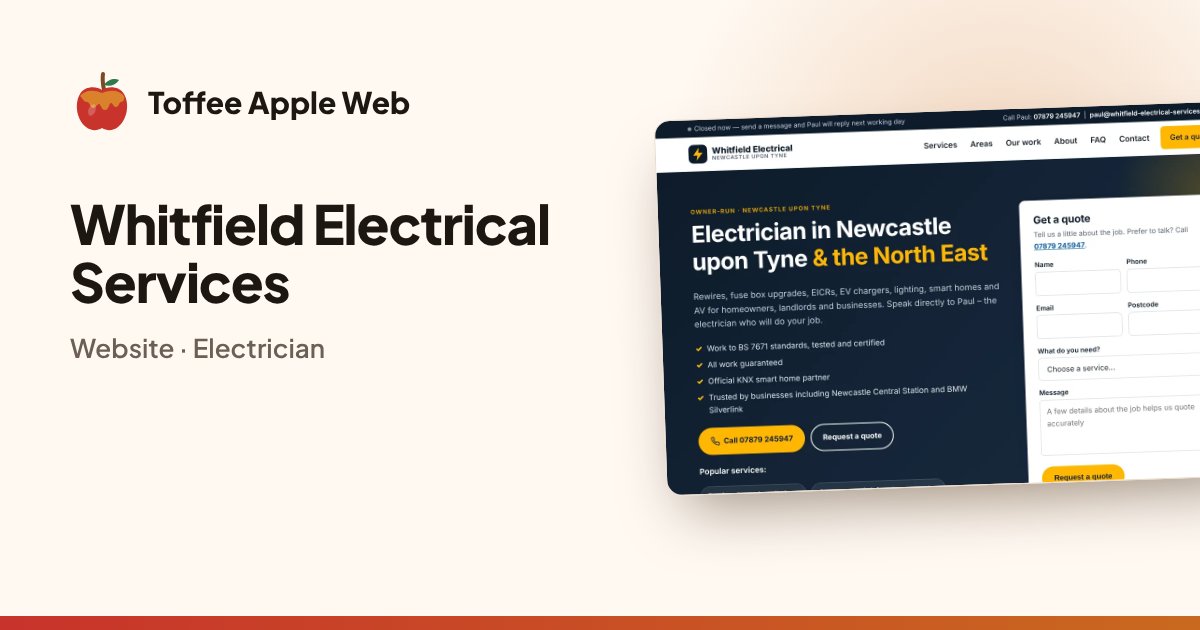 Toffee Apple Web
Whitfield Electrical
Services
Website · Electrician
Closed now — send a message and Paul will reply next working day
Call Paul: 07879 245947 | paul@whitfield-electrical-services
Whitfield Electrical
NEWCASTLE UPON TYNE
Services Areas Our work About FAQ Contact Get a qu
OWNER-RUN · NEWCASTLE UPON TYNE
Electrician in Newcastle
upon Tyne & the North East
Rewires, fuse box upgrades, EICRs, EV chargers, lighting, smart homes and
AV for homeowners, landlords and businesses. Speak directly to Paul – the
electrician who will do your job.
Work to BS 7671 standards, tested and certified
All work guaranteed
Official KNX smart home partner
Trusted by businesses including Newcastle Central Station and BMW
Silverlink
Call 07879 245947 Request a quote
Popular services:
Get a quote
Tell us a little about the job. Prefer to talk? Call
07879 245947.
Name Phone
Email Postcode
What do you need?
Choose a service...
Message
A few details about the job helps us quote
accurately
Request a quote